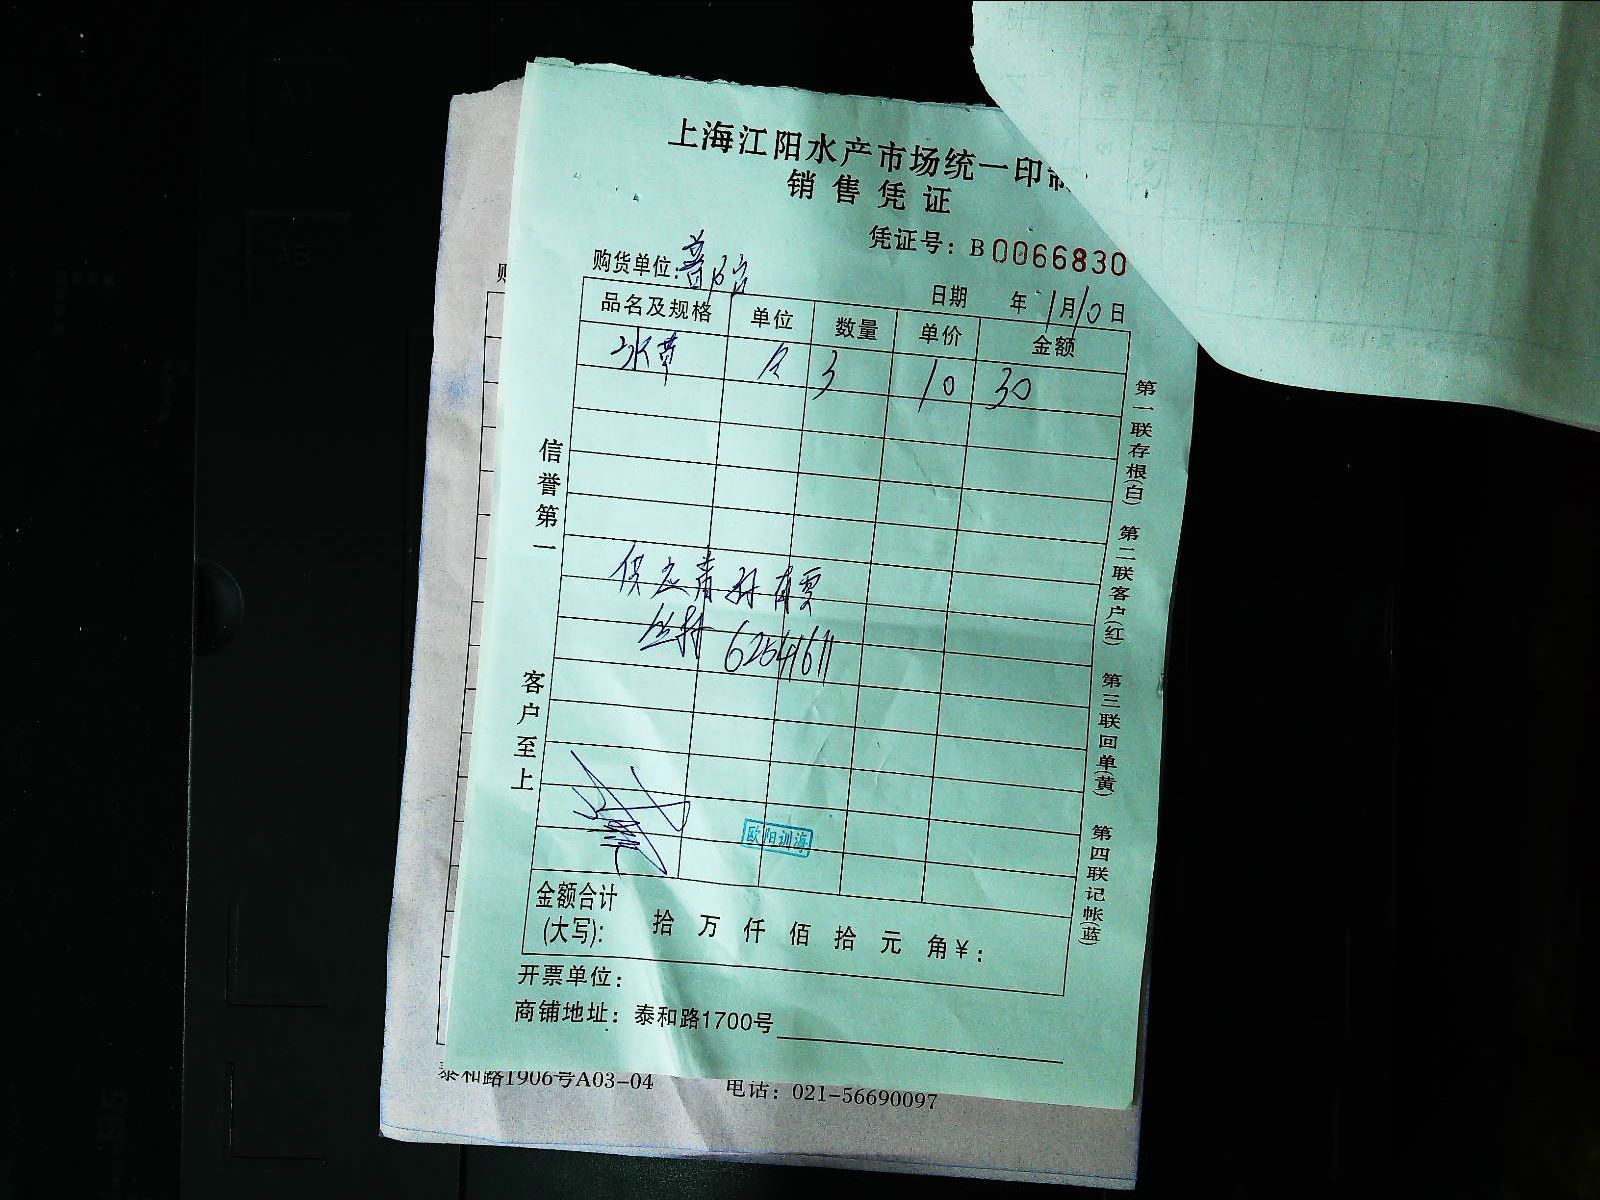 上海江阳水产市场统一印制
销售凭证
凭证号：B0066830
购货单位：普陀
日期 年1月10日
品名及规格 单位 数量 单价 金额
水草 3 10 30
62541611
欧阳训海
金额合计
(大写)： 拾 万 仟 佰 拾 元 角￥：
开票单位：
商铺地址：泰和路1700号
信誉第一
客户至上
第一联存根(白) 第二联客户(红) 第三联回单(黄) 第四联记帐(蓝)
泰和路1906号A03-04 电话：021-56690097